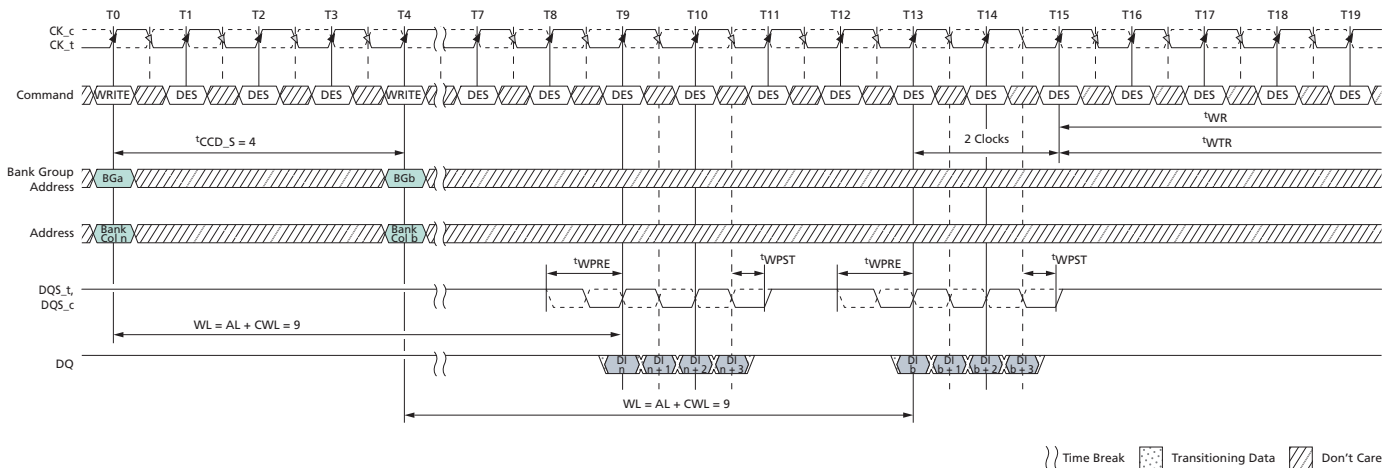 T0 T1 T2 T3 T4 T7 T8 T9 T10 T11 T12 T13 T14 T15 T16 T17 T18 T19
CK_c
CK_t
Command WRITE DES DES DES WRITE DES DES DES DES DES DES DES DES DES DES DES DES DES
tWR
tCCD_S = 4 2 Clocks tWTR
Bank Group
Address
BGa BGb
Address
Bank
Col n
Bank
Col b
tWPRE tWPST tWPRE tWPST
DQS_t,
DQS_c
WL = AL + CWL = 9
DQ
DI
n
DI
n + 1
DI
n + 2
DI
n + 3
DI
b
DI
b + 1
DI
b + 2
DI
b + 3
WL = AL + CWL = 9
Time Break Transitioning Data Don't Care